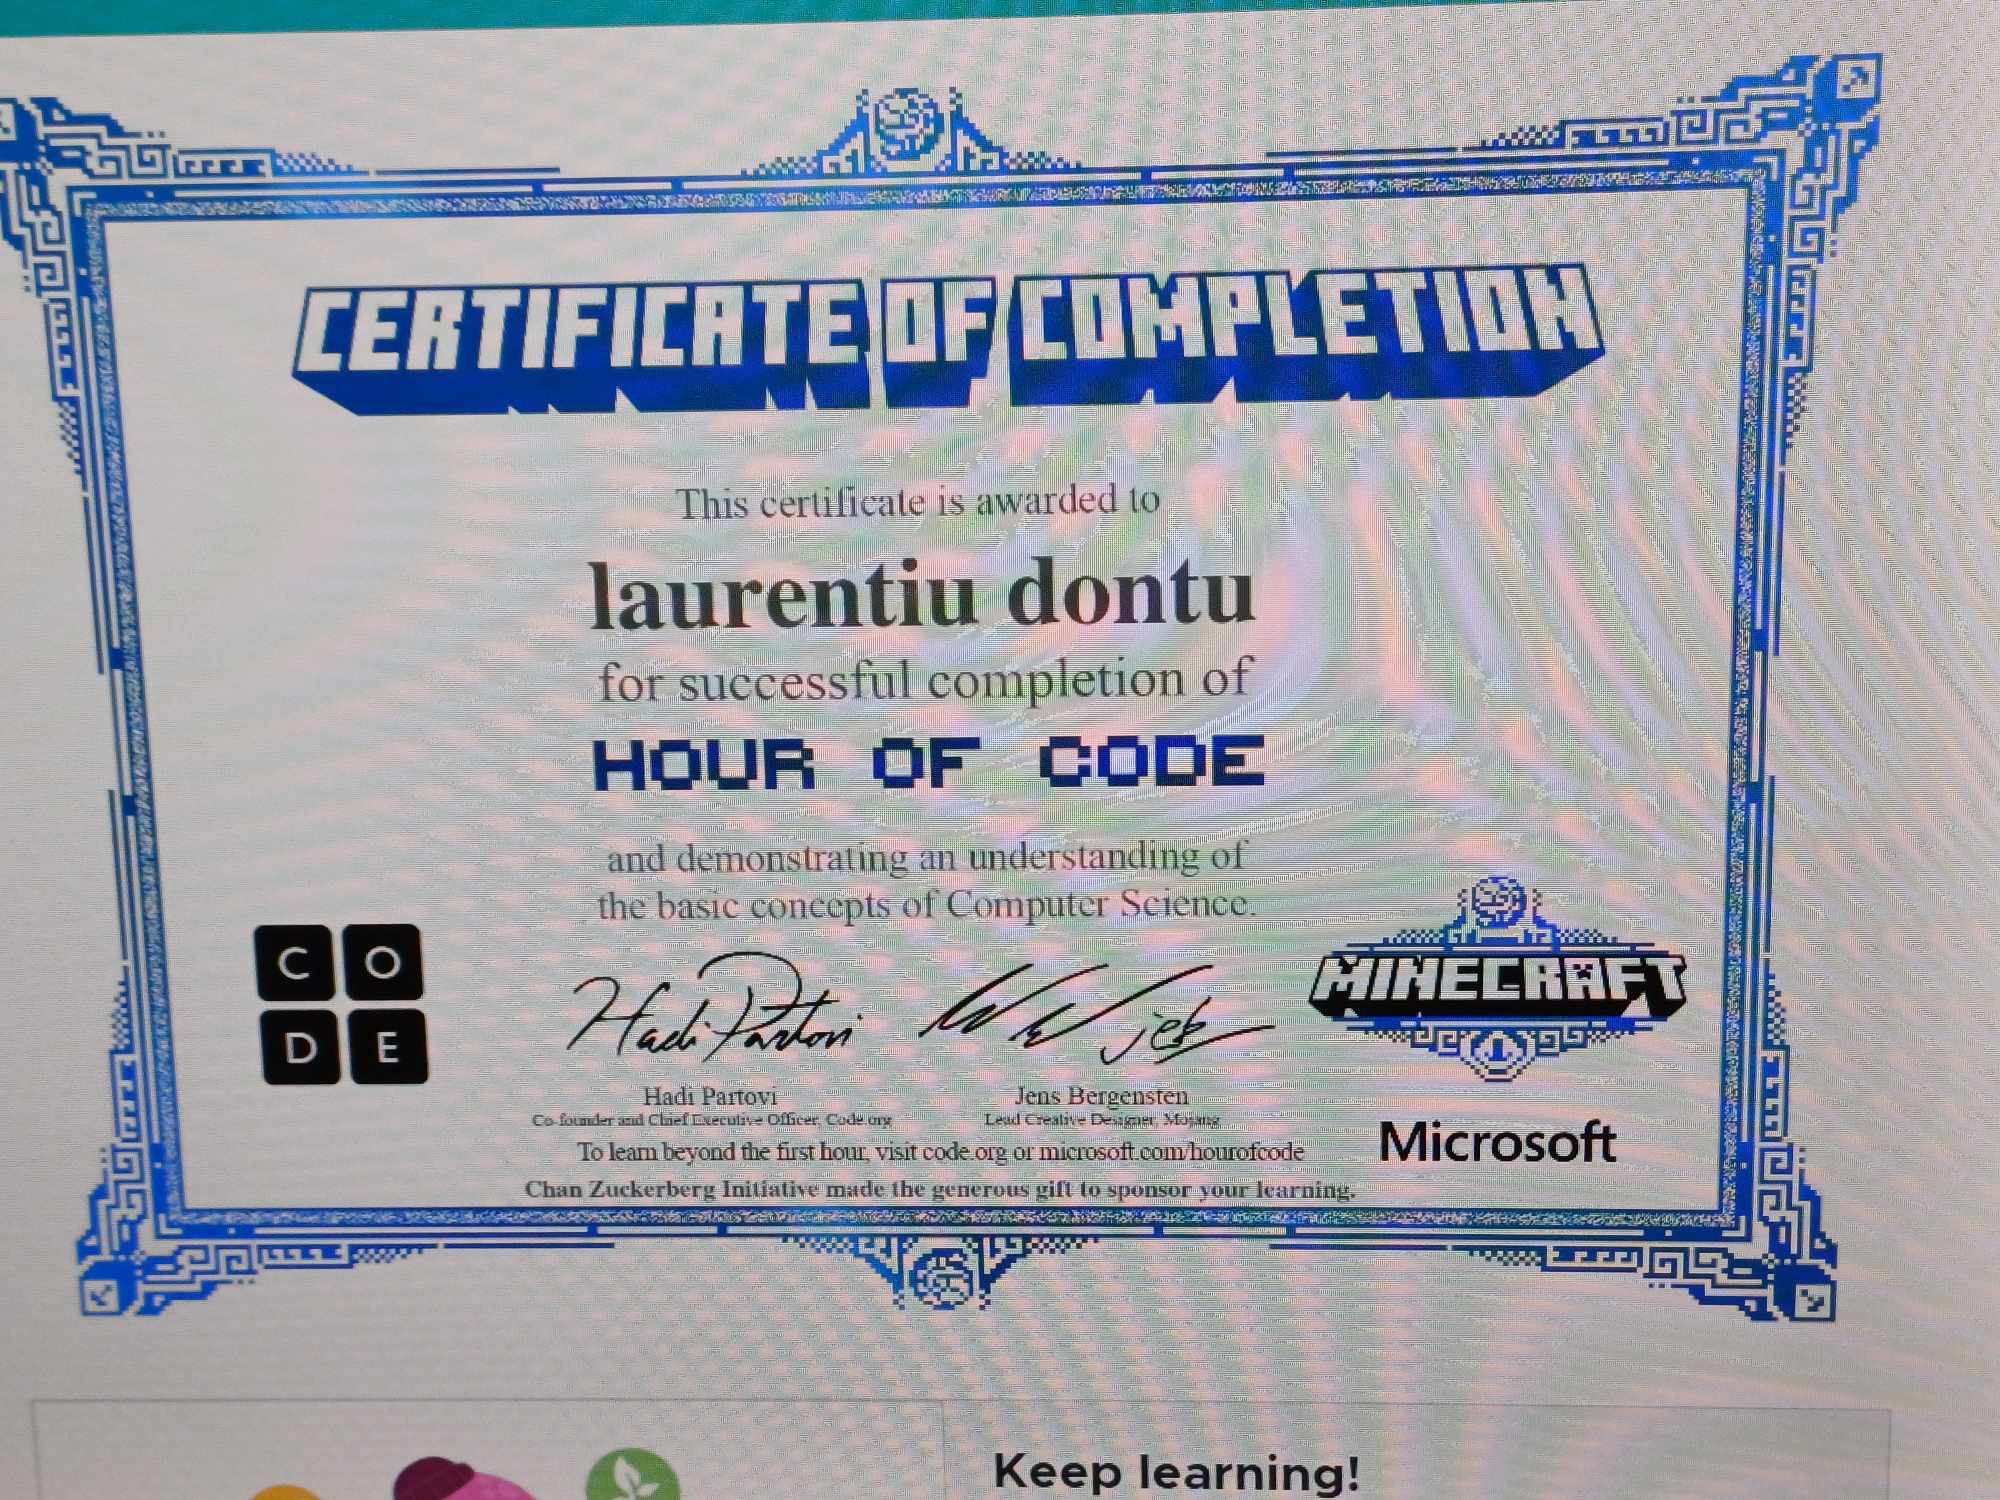 CERTIFICATE OF COMPLETION
This certificate is awarded to
laurentiu dontu
for successful completion of
HOUR OF CODE
and demonstrating an understanding of
the basic concepts of Computer Science.
C O
D E
Hadi Partovi
jeb
MINECRAFT
Hadi Partovi
Co-founder and Chief Executive Officer, Code.org
Jens Bergensten
Lead Creative Designer, Mojang
To learn beyond the first hour, visit code.org or microsoft.com/hourofcode
Microsoft
Chan Zuckerberg Initiative made the generous gift to sponsor your learning.
Keep learning!